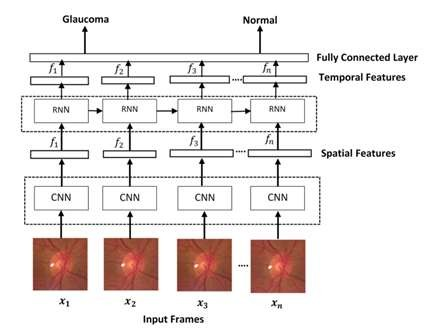 Glaucoma Normal
Fully Connected Layer
f1 f2 f3 fn
.... Temporal Features
RNN RNN RNN RNN
f1 f2 f3 fn
.... Spatial Features
CNN CNN CNN CNN
....
x1 x2 x3 xn
Input Frames